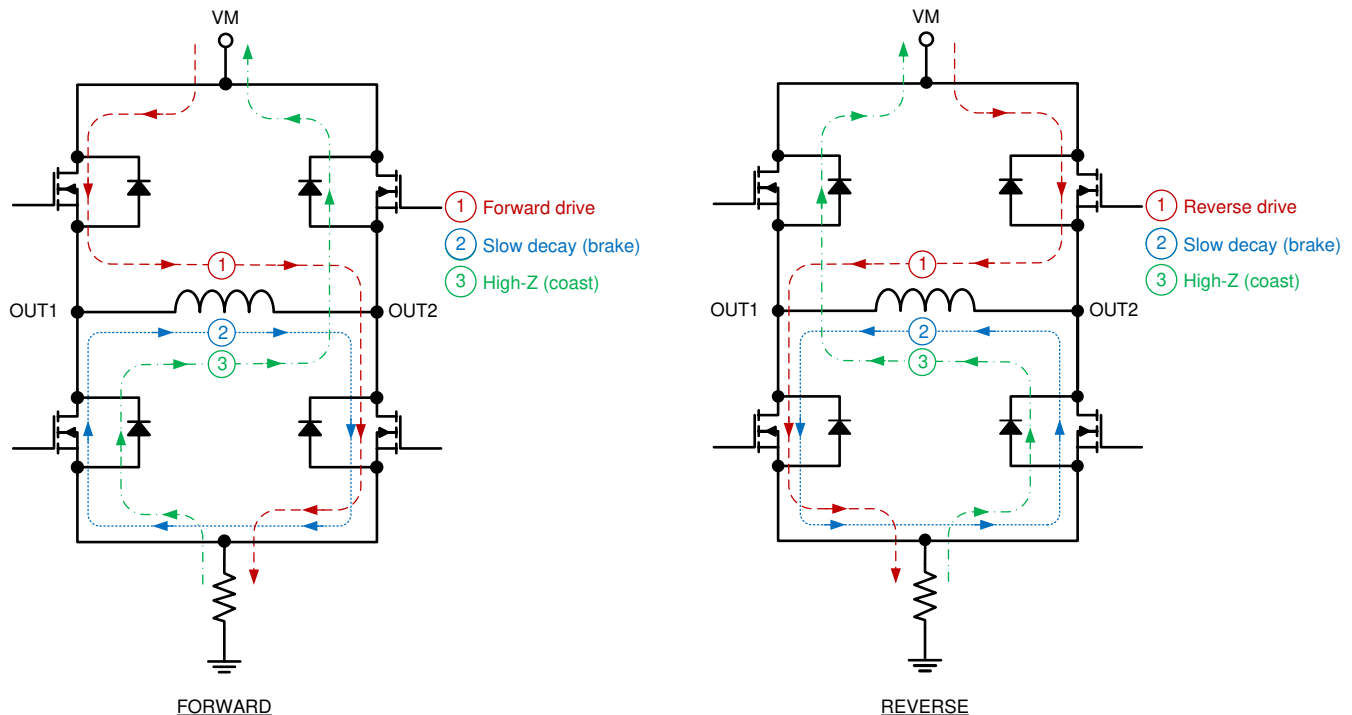 VM
1 Forward drive
2 Slow decay (brake)
3 High-Z (coast)
1
OUT1
OUT2
2
3
FORWARD
VM
1 Reverse drive
2 Slow decay (brake)
3 High-Z (coast)
1
OUT1
OUT2
2
3
REVERSE